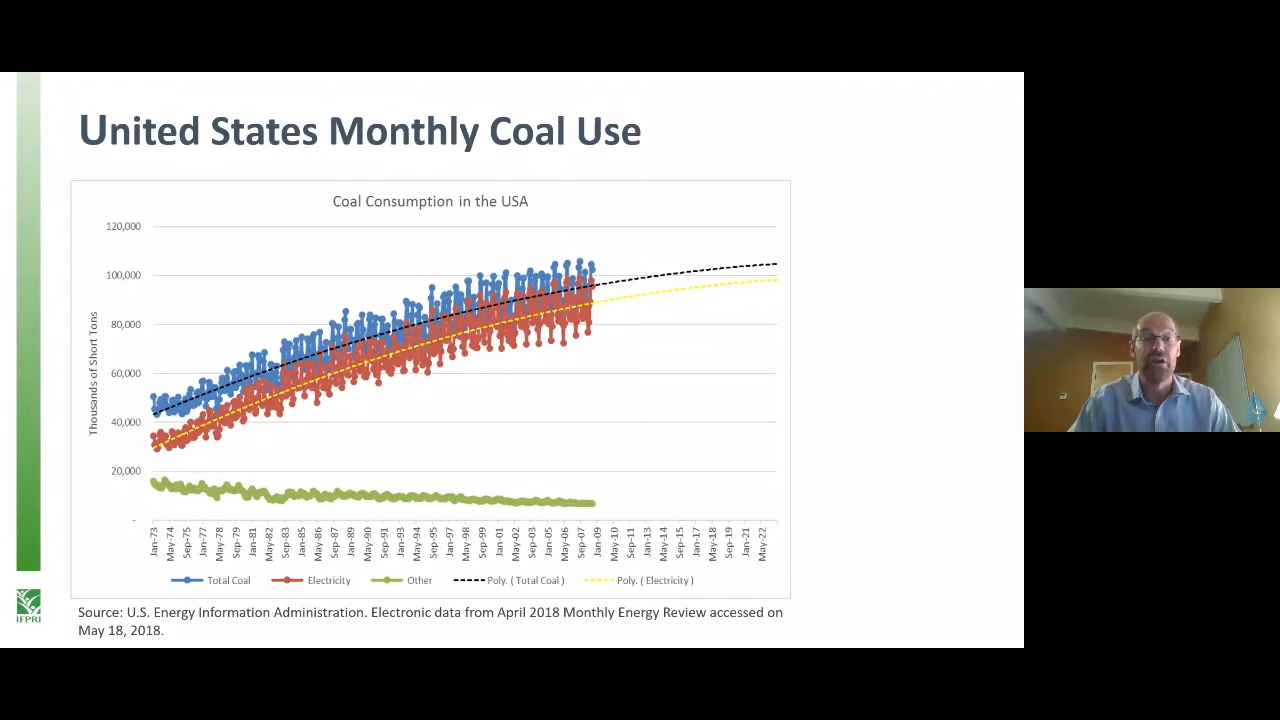 United States Monthly Coal Use
Coal Consumption in the USA
120,000
100,000
80,000
60,000
40,000
20,000
-
Thousands of Short Tons
Jan-73
May-74
Sep-75
Jan-77
May-78
Sep-79
Jan-81
May-82
Sep-83
Jan-85
May-86
Sep-87
Jan-89
May-90
Sep-91
Jan-93
May-94
Sep-95
Jan-97
May-98
Sep-99
Jan-01
May-02
Sep-03
Jan-05
May-06
Sep-07
Jan-09
May-10
Sep-11
Jan-13
May-14
Sep-15
Jan-17
May-18
Sep-19
Jan-21
May-22
Total Coal
Electricity
Other
Poly. ( Total Coal )
Poly. ( Electricity )
IFPRI
Source: U.S. Energy Information Administration. Electronic data from April 2018 Monthly Energy Review accessed on
May 18, 2018.